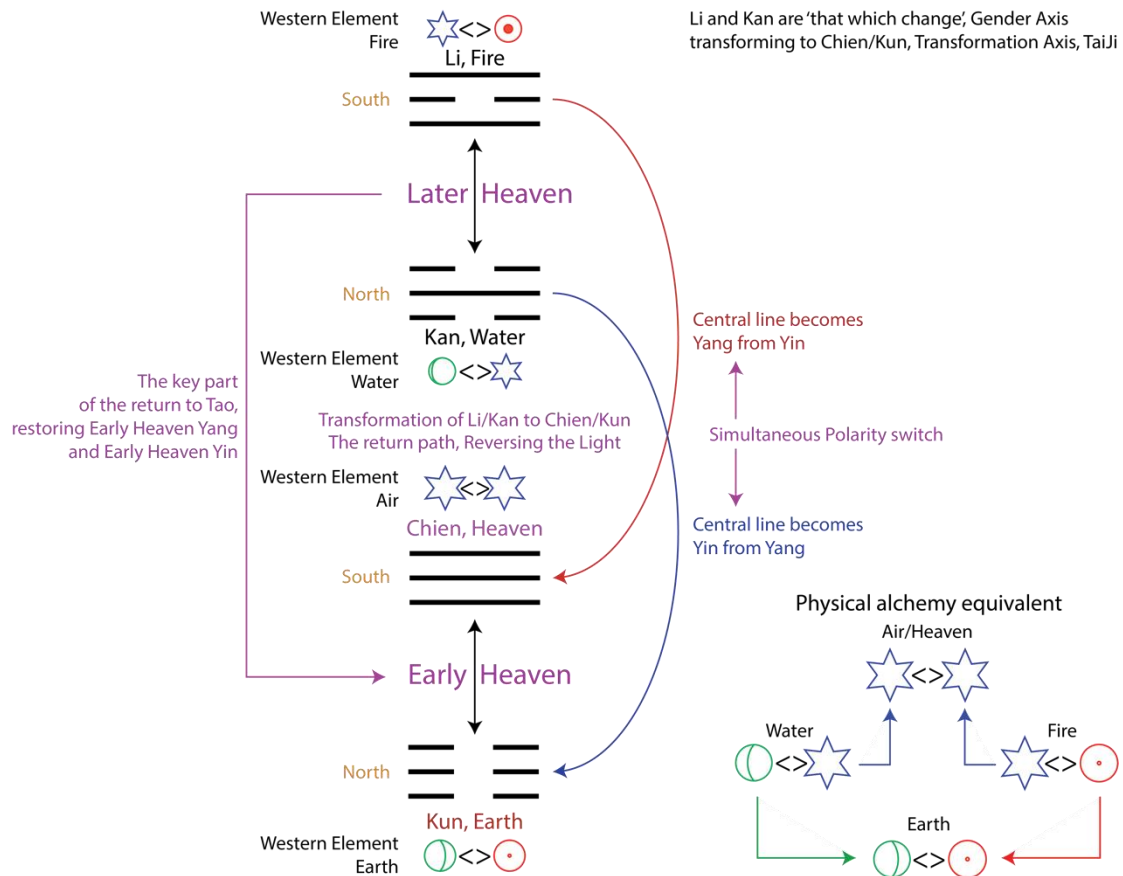 Western Element
Fire
<>
Li, Fire
South
Li and Kan are ‘that which change’, Gender Axis
transforming to Chien/Kun, Transformation Axis, TaiJi
Later Heaven
North
Kan, Water
Western Element
Water
<>
The key part
of the return to Tao,
restoring Early Heaven Yang
and Early Heaven Yin
Transformation of Li/Kan to Chien/Kun
The return path, Reversing the Light
Central line becomes
Yang from Yin
Simultaneous Polarity switch
Central line becomes
Yin from Yang
Western Element
Air
<>
Chien, Heaven
South
Early Heaven
North
Kun, Earth
Western Element
Earth
<>
Physical alchemy equivalent
Air/Heaven
<>
Water
<>
Fire
<>
Earth
<>